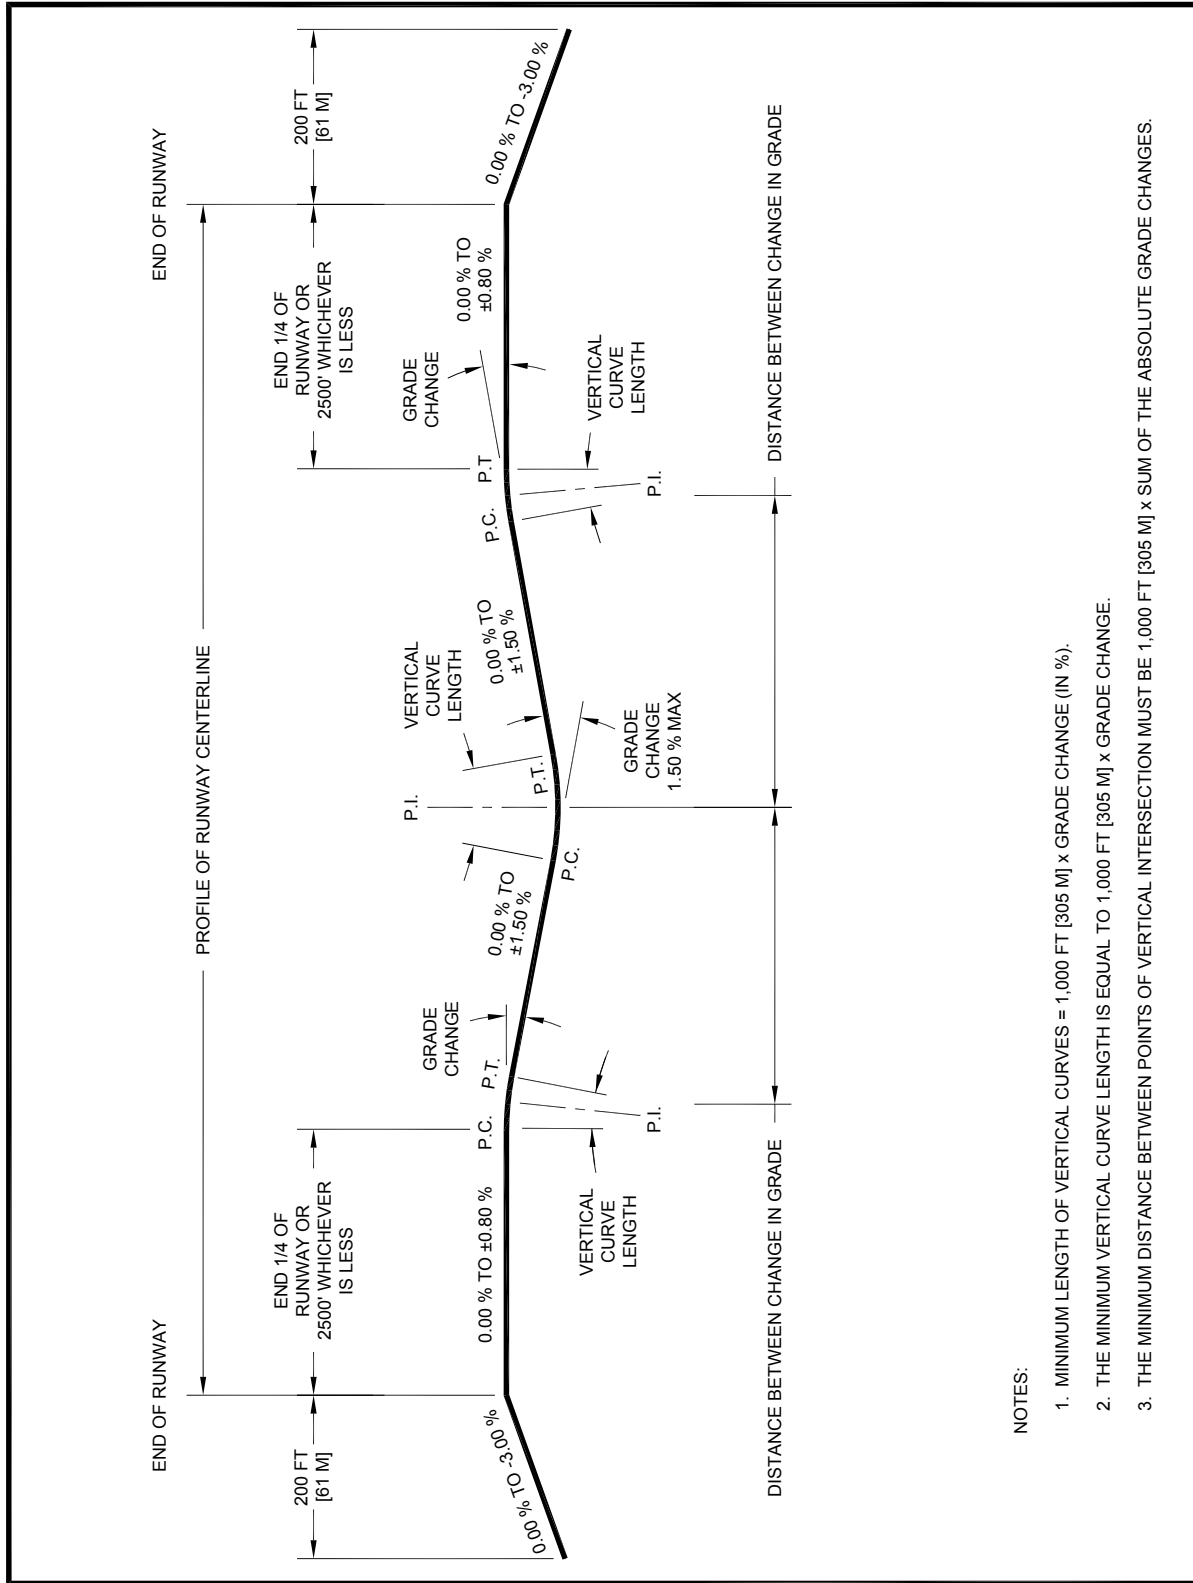 END OF RUNWAY
END OF RUNWAY
PROFILE OF RUNWAY CENTERLINE
200 FT
[61 M]
END 1/4 OF
RUNWAY OR
2500' WHICHEVER
IS LESS
END 1/4 OF
RUNWAY OR
2500' WHICHEVER
IS LESS
200 FT
[61 M]
GRADE
CHANGE
P.I.
VERTICAL
CURVE
LENGTH
GRADE
CHANGE
0.00 % TO -3.00 %
0.00 % TO ±0.80 %
P.C.
P.T.
0.00 % TO
±1.50 %
P.C.
P.T.
0.00 % TO
±1.50 %
P.C.
P.T
0.00 % TO
±0.80 %
0.00 % TO -3.00 %
VERTICAL
CURVE
LENGTH
P.I.
GRADE
CHANGE
1.50 % MAX
VERTICAL
CURVE
LENGTH
P.I.
DISTANCE BETWEEN CHANGE IN GRADE
DISTANCE BETWEEN CHANGE IN GRADE
NOTES:
1. MINIMUM LENGTH OF VERTICAL CURVES = 1,000 FT [305 M] x GRADE CHANGE (IN %).
2. THE MINIMUM VERTICAL CURVE LENGTH IS EQUAL TO 1,000 FT [305 M] x GRADE CHANGE.
3. THE MINIMUM DISTANCE BETWEEN POINTS OF VERTICAL INTERSECTION MUST BE 1,000 FT [305 M] x SUM OF THE ABSOLUTE GRADE CHANGES.